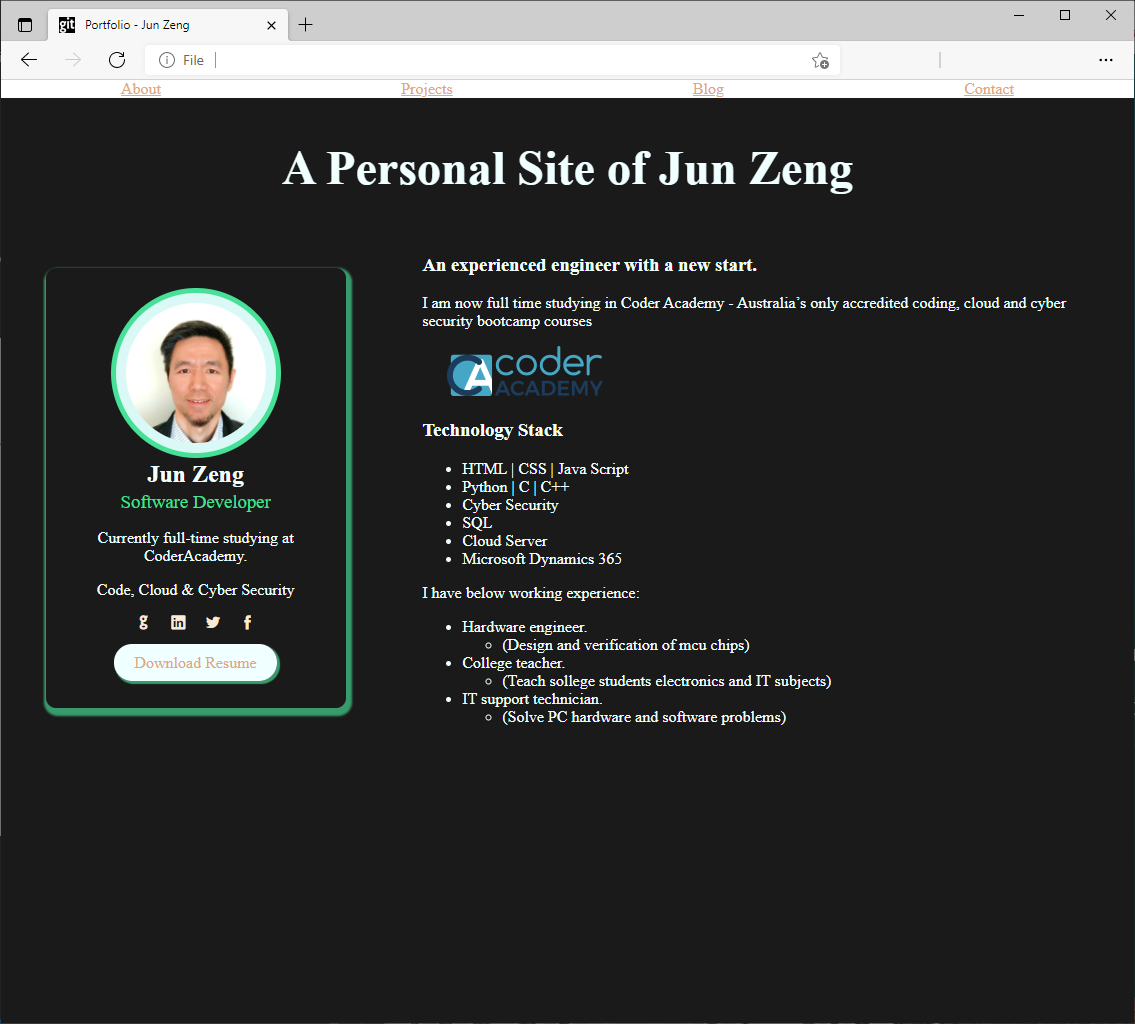 git Portfolio - Jun Zeng
File
About Projects Blog Contact
A Personal Site of Jun Zeng
Jun Zeng
Software Developer
Currently full-time studying at
CoderAcademy.
Code, Cloud & Cyber Security
g in f
Download Resume
An experienced engineer with a new start.
I am now full time studying in Coder Academy - Australia’s only accredited coding, cloud and cyber
security bootcamp courses
CA coder
ACADEMY
Technology Stack
HTML | CSS | Java Script
Python | C | C++
Cyber Security
SQL
Cloud Server
Microsoft Dynamics 365
I have below working experience:
Hardware engineer.
(Design and verification of mcu chips)
College teacher.
(Teach sollege students electronics and IT subjects)
IT support technician.
(Solve PC hardware and software problems)